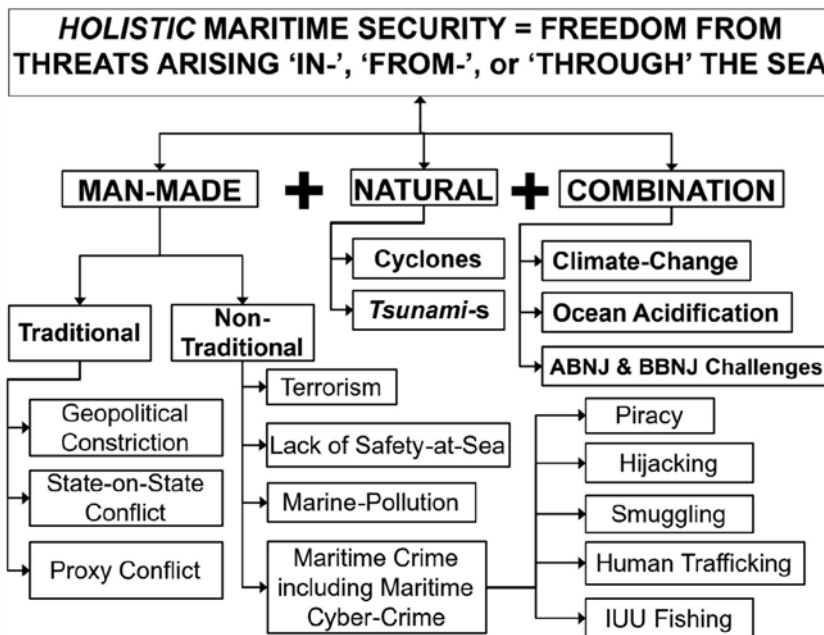 HOLISTIC MARITIME SECURITY = FREEDOM FROM
THREATS ARISING ‘IN-’, ‘FROM-’, or ‘THROUGH’ THE SEA
MAN-MADE + NATURAL + COMBINATION
Cyclones
Tsunami-s
Climate-Change
Ocean Acidification
ABNJ & BBNJ Challenges
Traditional
Geopolitical
Constriction
State-on-State
Conflict
Proxy Conflict
Non-
Traditional
Terrorism
Lack of Safety-at-Sea
Marine-Pollution
Maritime Crime
including Maritime
Cyber-Crime
Piracy
Hijacking
Smuggling
Human Trafficking
IUU Fishing